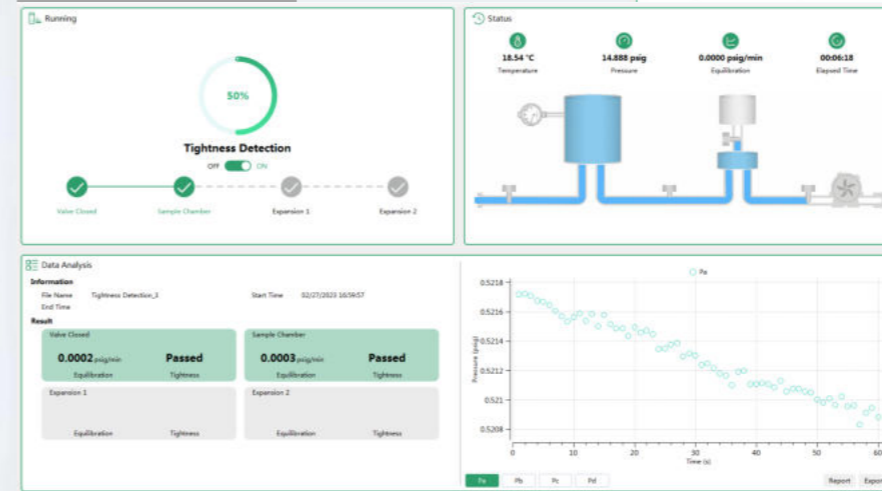 Running
50%
Tightness Detection
OFF ON
Valve Closed Sample Chamber Expansion 1 Expansion 2
Status
18.54 °C 14.888 psig 0.0000 psig/min 00:06:18
Temperature Pressure Equilibration Elapsed Time
Data Analysis
Information
File Name Tightness Detection_1 Start Time 02/27/2023 16:59:57
End Time
Result
Valve Closed Sample Chamber
0.0002 psig/min Passed 0.0003 psig/min Passed
Equilibration Tightness Equilibration Tightness
Expansion 1 Expansion 2
Equilibration Tightness Equilibration Tightness
Pa
Pressure (psig)
0.5218
0.5216
0.5214
0.5212
0.521
0.5208
0 10 20 30 40 50 60
Time (s)
Pa Pb Pc Pd Report